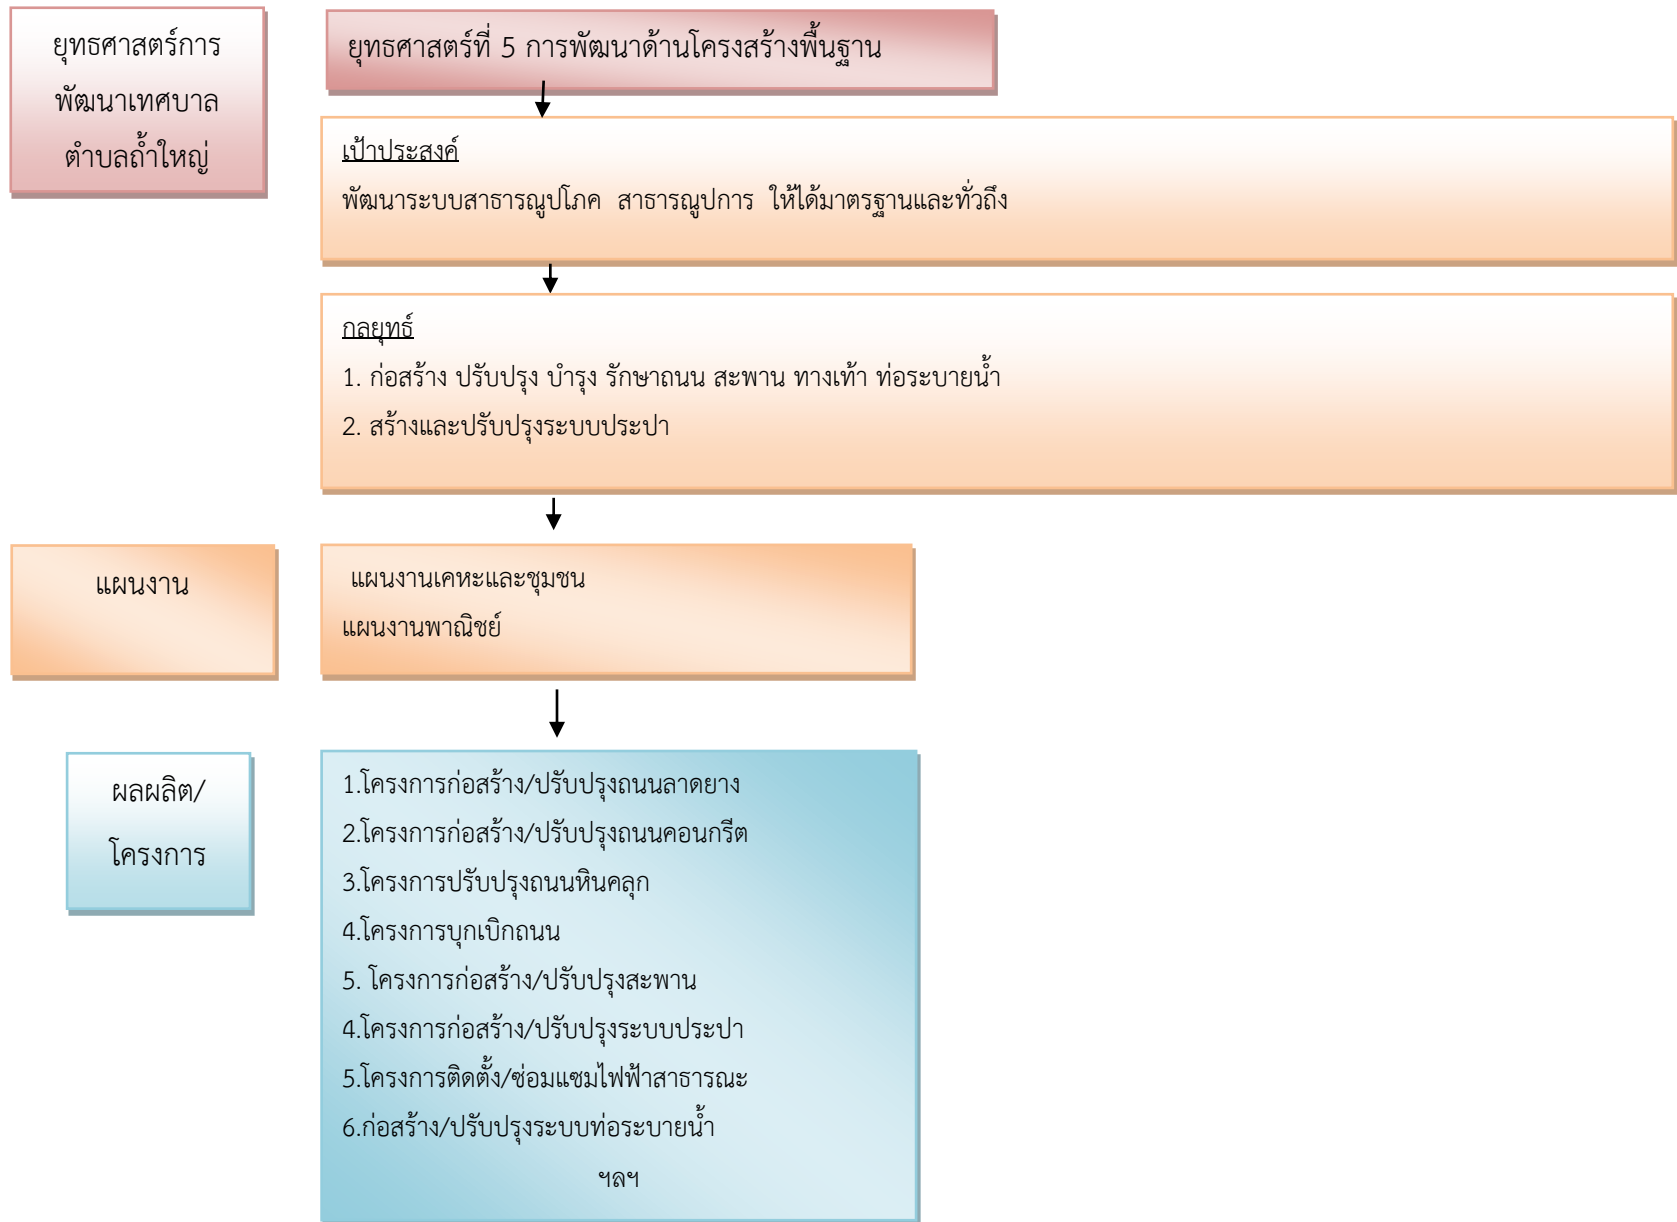 ยุทธศาสตร์การ
พัฒนาเทศบาล
ตำบลถ้ำใหญ่
ยุทธศาสตร์ที่ 5 การพัฒนาด้านโครงสร้างพื้นฐาน
เป้าประสงค์
พัฒนาระบบสาธารณูปโภค สาธารณูปการ ให้ได้มาตรฐานและทั่วถึง
กลยุทธ์
1. ก่อสร้าง ปรับปรุง บำรุง รักษาถนน สะพาน ทางเท้า ท่อระบายน้ำ
2. สร้างและปรับปรุงระบบประปา
แผนงาน
แผนงานเคหะและชุมชน
แผนงานพาณิชย์
ผลผลิต/
โครงการ
1.โครงการก่อสร้าง/ปรับปรุงถนนลาดยาง
2.โครงการก่อสร้าง/ปรับปรุงถนนคอนกรีต
3.โครงการปรับปรุงถนนหินคลุก
4.โครงการบุกเบิกถนน
5. โครงการก่อสร้าง/ปรับปรุงสะพาน
4.โครงการก่อสร้าง/ปรับปรุงระบบประปา
5.โครงการติดตั้ง/ซ่อมแซมไฟฟ้าสาธารณะ
6.ก่อสร้าง/ปรับปรุงระบบท่อระบายน้ำ
ฯลฯ